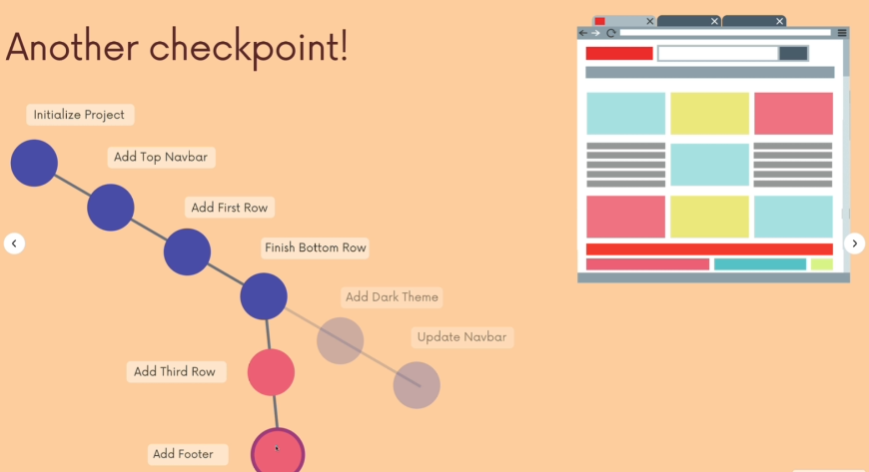 Another checkpoint!
Initialize Project
Add Top Navbar
Add First Row
Finish Bottom Row
Add Dark Theme
Update Navbar
Add Third Row
Add Footer